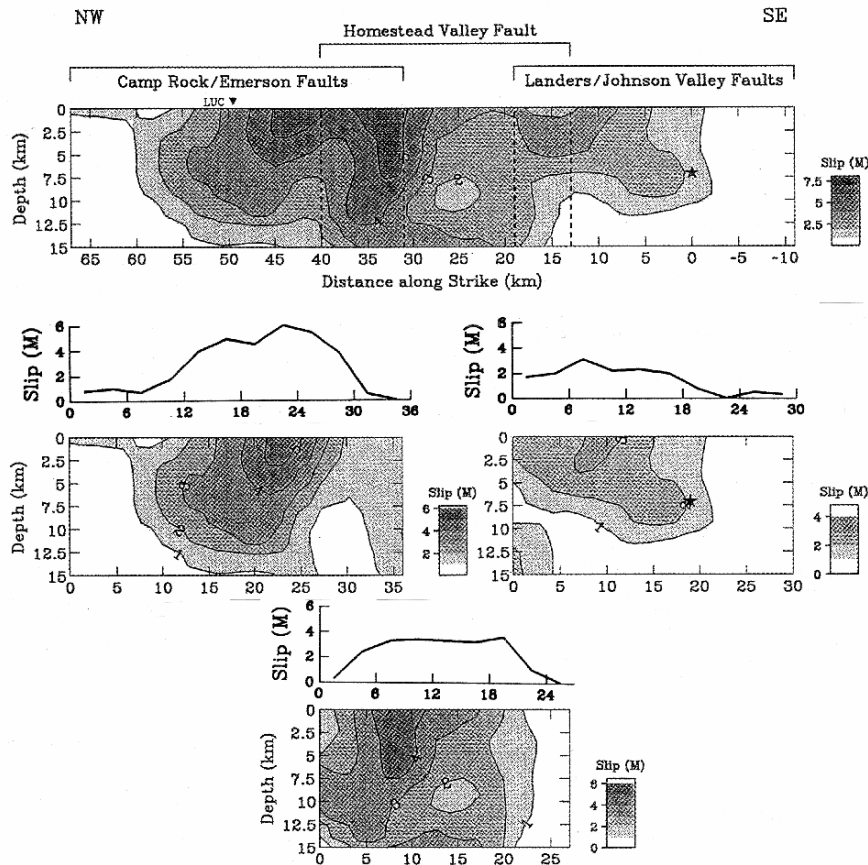 NW
SE
Homestead Valley Fault
Camp Rock/Emerson Faults
Landers/Johnson Valley Faults
LUC
Depth (km)
0
2.5
5
7.5
10
12.5
15
65 60 55 50 45 40 35 30 25 20 15 10 5 0 -5 -10
Distance along Strike (km)
Slip (M)
7.5
5
2.5
Slip (M)
6
4
2
0
0 6 12 18 24 30 36
Slip (M)
6
4
2
0
0 6 12 18 24 30
Depth (km)
0
2.5
5
7.5
10
12.5
15
0 5 10 15 20 25 30 35
4
2
1
Slip (M)
6
4
2
0
2.5
5
7.5
10
12.5
15
0 5 10 15 20 25 30
1
Slip (M)
4
2
0
Slip (M)
6
4
2
0
0 6 12 18 24
Depth (km)
0
2.5
5
7.5
10
12.5
15
0 5 10 15 20 25
4
2
1
Slip (M)
6
4
2
0